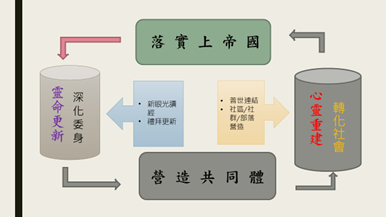 落實上帝國
靈命更新
深化委身
• 新眼光讀
經
• 禮拜更新
• 普世連結
• 社區/社
群/部落
營造
心靈重建
轉化社會
營造共同體